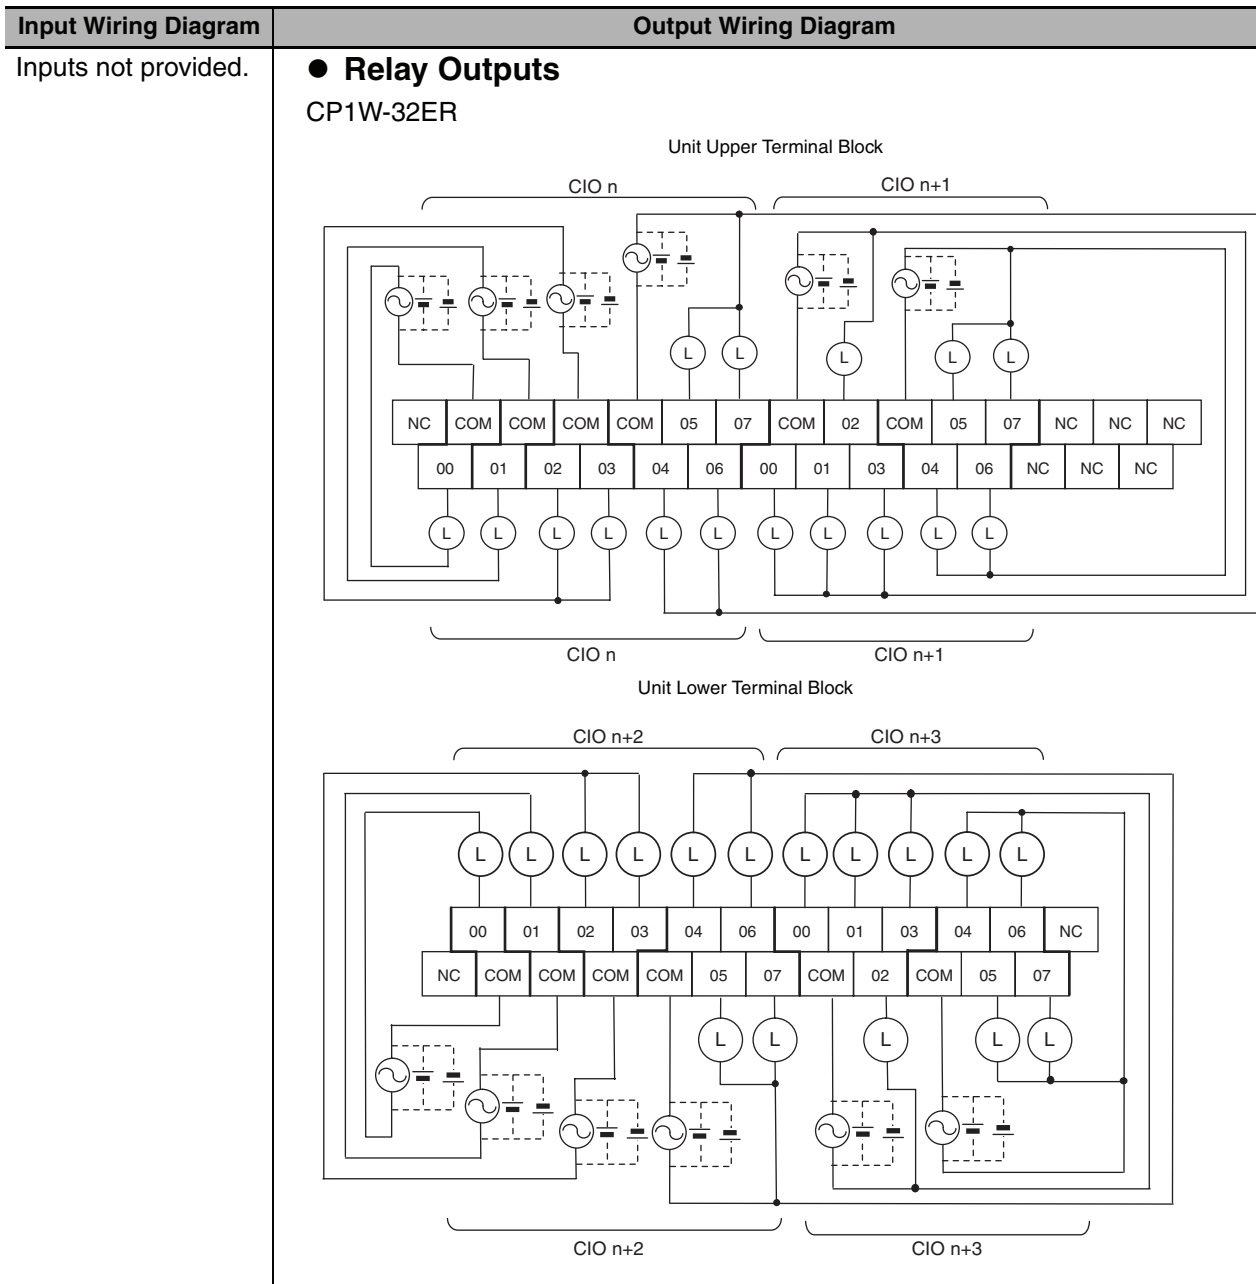 Input Wiring Diagram Output Wiring Diagram
Inputs not provided.
● Relay Outputs
CP1W-32ER
Unit Upper Terminal Block
CIO n CIO n+1
L L L L L
NC COM COM COM COM 05 07 COM 02 COM 05 07 NC NC NC
00 01 02 03 04 06 00 01 03 04 06 NC NC NC
L L L L L L L L L L L
CIO n CIO n+1
Unit Lower Terminal Block
CIO n+2 CIO n+3
L L L L L L L L L L L
00 01 02 03 04 06 00 01 03 04 06 NC
NC COM COM COM COM 05 07 COM 02 COM 05 07
L L L L L
CIO n+2 CIO n+3